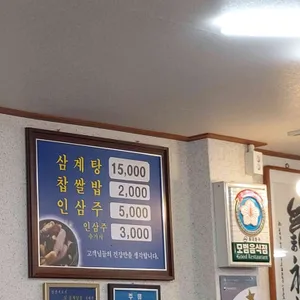 삼계탕 15,000
찹쌀밥 2,000
인삼주 5,000
인삼주 3,000
고객님들의 건강만을 생각합니다.
모범음식점
Good Restaurant